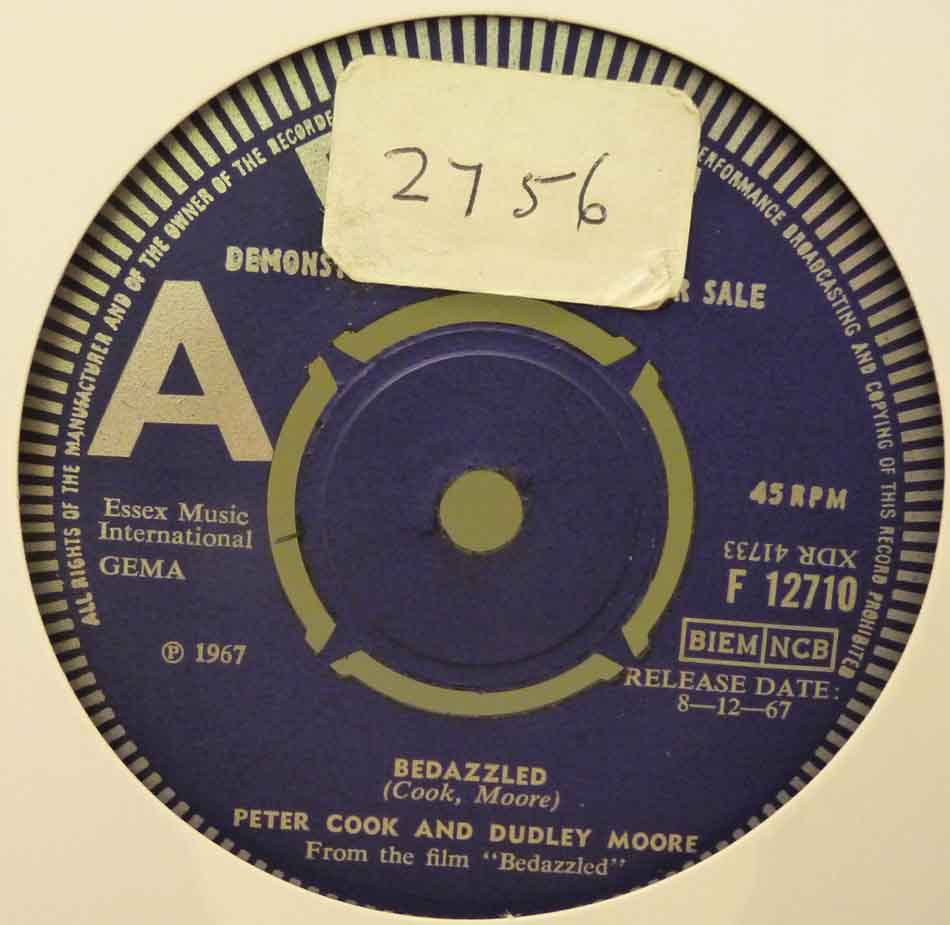 2756
ALL RIGHTS OF THE MANUFACTURER AND OF THE OWNER OF THE RECORDE
ERFORMANCE BROADCASTING AND COPYING OF THIS RECORD PROHIBITED
DEMONST
R SALE
A
Essex Music
International
GEMA
℗ 1967
45 RPM
XDR 41733
F 12710
BIEM NCB
RELEASE DATE:
8—12—67
BEDAZZLED
(Cook, Moore)
PETER COOK AND DUDLEY MOORE
From the film "Bedazzled"